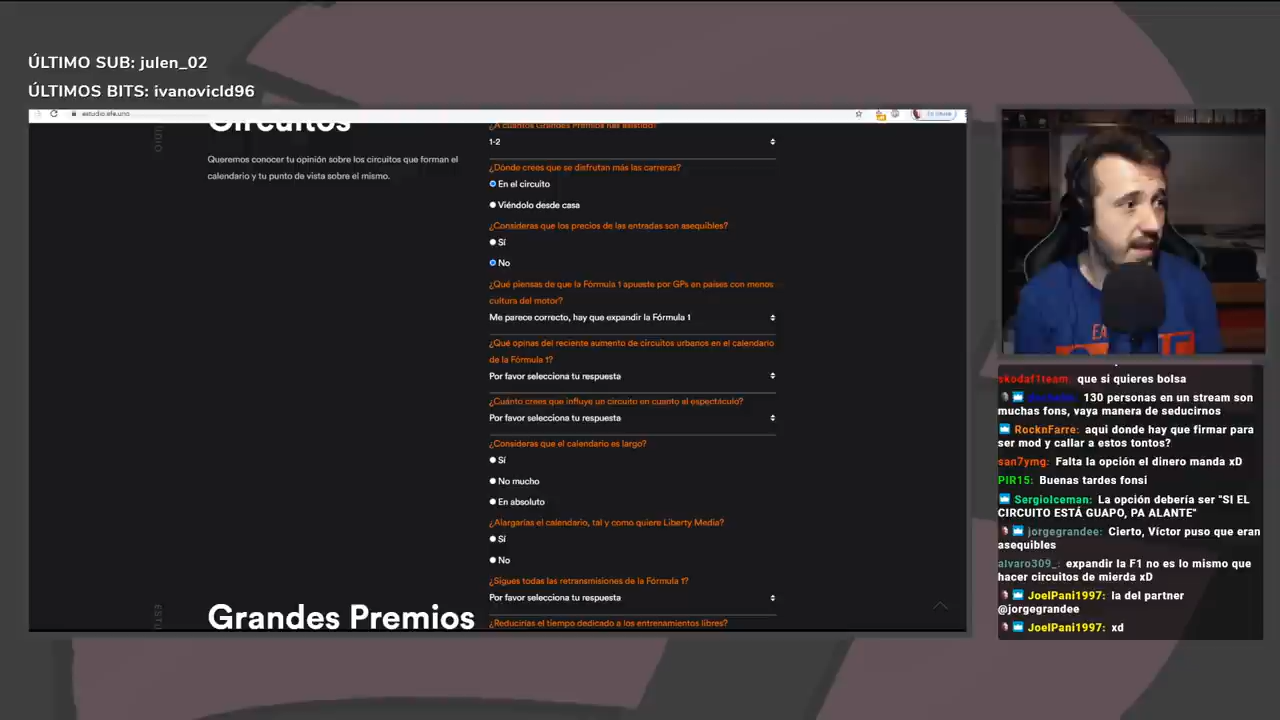 ÚLTIMO SUB: julen_02
ÚLTIMOS BITS: ivanovicld96
estudio.efe.uno
Circuitos
Queremos conocer tu opinión sobre los circuitos que forman el
calendario y tu punto de vista sobre el mismo.
¿A cuántos Grandes Premios has asistido?
1-2
¿Dónde crees que se disfrutan más las carreras?
En el circuito
Viéndolo desde casa
¿Consideras que los precios de las entradas son asequibles?
Sí
No
¿Qué piensas de que la Fórmula 1 apueste por GPs en países con menos
cultura del motor?
Me parece correcto, hay que expandir la Fórmula 1
¿Qué opinas del reciente aumento de circuitos urbanos en el calendario
de la Fórmula 1?
Por favor selecciona tu respuesta
¿Cuánto crees que influye un circuito en cuanto al espectáculo?
Por favor selecciona tu respuesta
¿Consideras que el calendario es largo?
Sí
No mucho
En absoluto
¿Alargarías el calendario, tal y como quiere Liberty Media?
Sí
No
¿Sigues todas las retransmisiones de la Fórmula 1?
Por favor selecciona tu respuesta
Grandes Premios
¿Reducirías el tiempo dedicado a los entrenamientos libres?
skodaf1team: que si quieres bolsa
130 personas en un stream son
muchas fons, vaya manera de seducirnos
RocknFarre: aqui donde hay que firmar para
ser mod y callar a estos tontos?
san7ymg: Falta la opción el dinero manda xD
PIR15: Buenas tardes fonsi
SergioIceman: La opción debería ser "SI EL
CIRCUITO ESTÁ GUAPO, PA ALANTE"
jorgegrandee: Cierto, Víctor puso que eran
asequibles
alvaro309_: expandir la F1 no es lo mismo que
hacer circuitos de mierda xD
JoelPani1997: la del partner
@jorgegrandee
JoelPani1997: xd